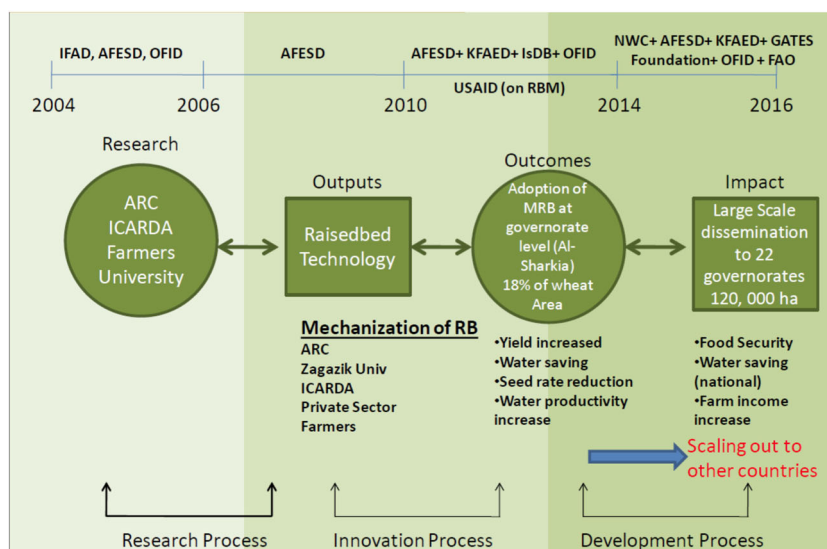 IFAD, AFESD, OFID
AFESD
AFESD+ KFAED+ IsDB+ OFID
NWC+ AFESD+ KFAED+ GATES
Foundation+ OFID + FAO
USAID (on RBM)
2004
2006
2010
2014
2016
Research
ARC
ICARDA
Farmers
University
Outputs
Raisedbed
Technology
Mechanization of RB
ARC
Zagazik Univ
ICARDA
Private Sector
Farmers
Outcomes
Adoption of
MRB at
governorate
level (Al-
Sharkia)
18% of wheat
Area
•Yield increased
•Water saving
•Seed rate reduction
•Water productivity
increase
Impact
Large Scale
dissemination
to 22
governorates
120, 000 ha
•Food Security
•Water saving
(national)
•Farm income
increase
Scaling out to
other countries
Research Process
Innovation Process
Development Process